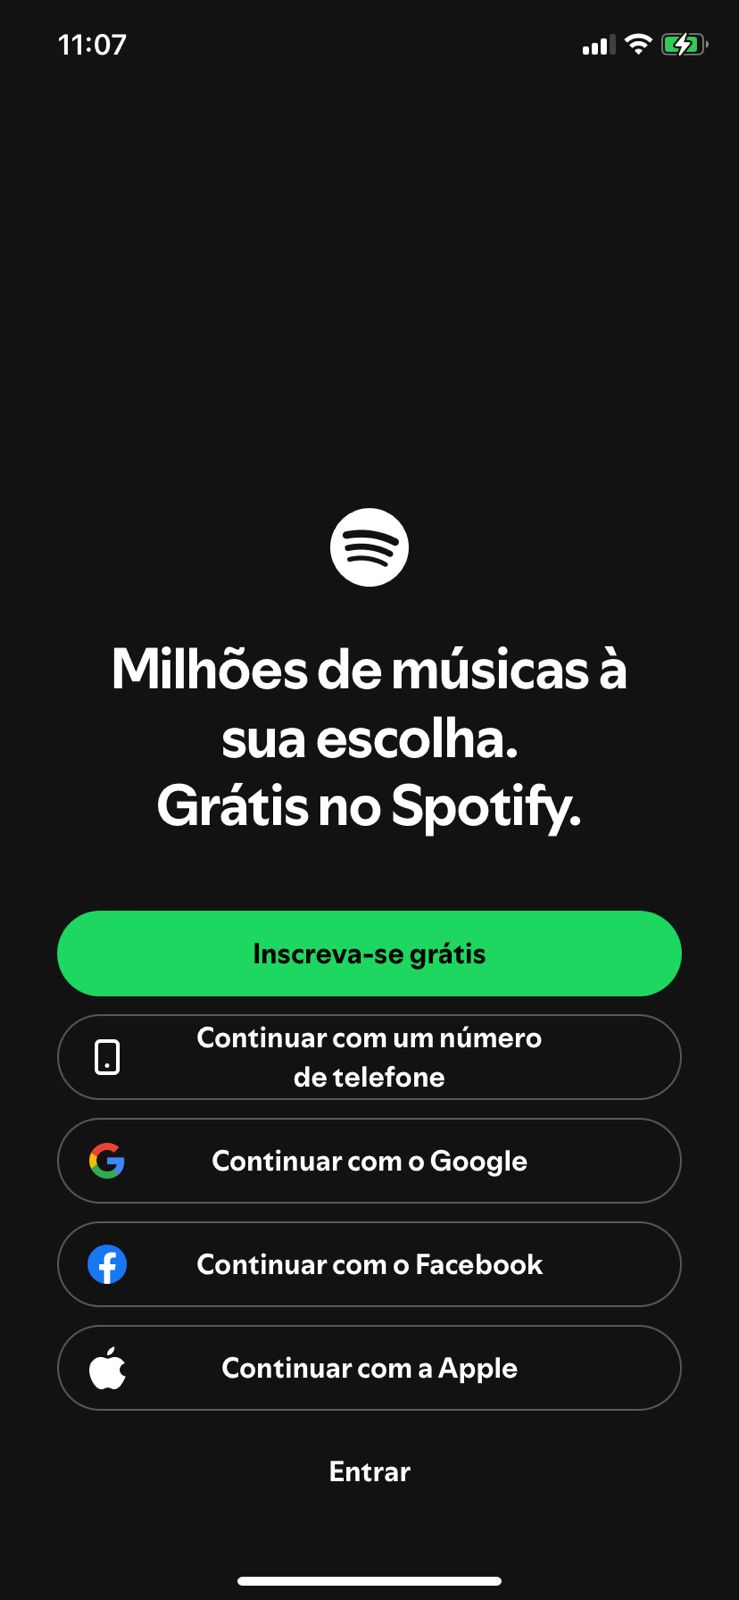 11:07
Milhões de músicas à
sua escolha.
Grátis no Spotify.
Inscreva-se grátis
Continuar com um número
de telefone
Continuar com o Google
Continuar com o Facebook
Continuar com a Apple
Entrar